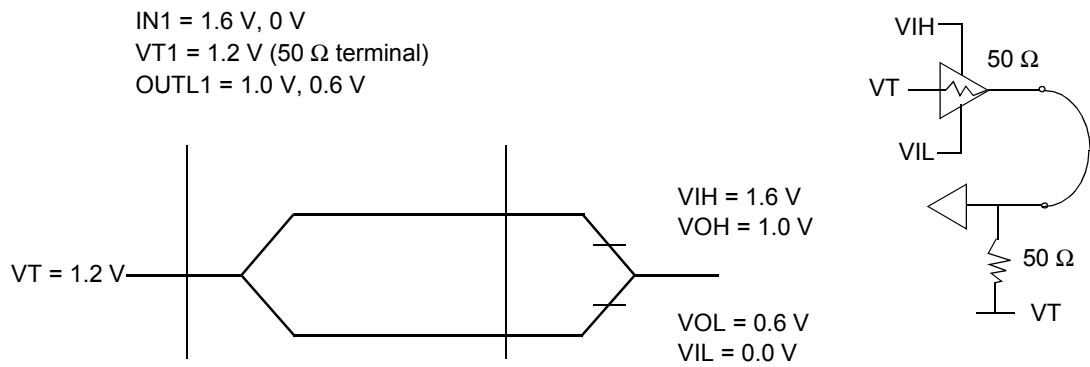 IN1 = 1.6 V, 0 V
VT1 = 1.2 V (50 Ω terminal)
OUTL1 = 1.0 V, 0.6 V
VIH
50 Ω
VT
VIL
VIH = 1.6 V
VOH = 1.0 V
VT = 1.2 V
50 Ω
VT
VOL = 0.6 V
VIL = 0.0 V